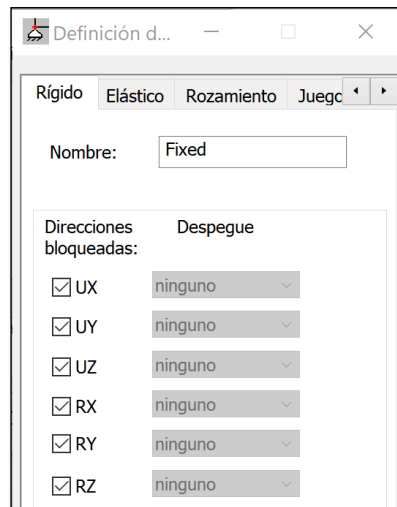 Definición d...
Rígido Elástico Rozamiento Juego
Nombre: Fixed
Direcciones bloqueadas: Despegue
UX ninguno
UY ninguno
UZ ninguno
RX ninguno
RY ninguno
RZ ninguno